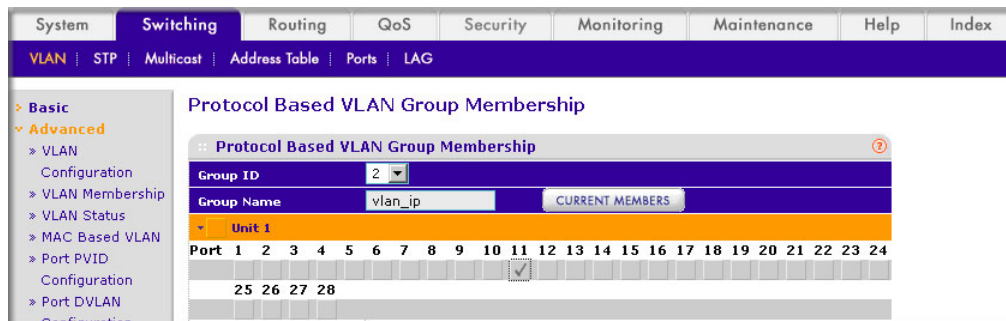 System Switching Routing QoS Security Monitoring Maintenance Help Index
VLAN STP Multicast Address Table Ports LAG
Basic
Advanced
» VLAN
Configuration
» VLAN Membership
» VLAN Status
» MAC Based VLAN
» Port PVID
Configuration
» Port DVLAN
Configuration
Protocol Based VLAN Group Membership
Protocol Based VLAN Group Membership ?
Group ID 2
Group Name vlan_ip CURRENT MEMBERS
Unit 1
Port 1 2 3 4 5 6 7 8 9 10 11 12 13 14 15 16 17 18 19 20 21 22 23 24
25 26 27 28